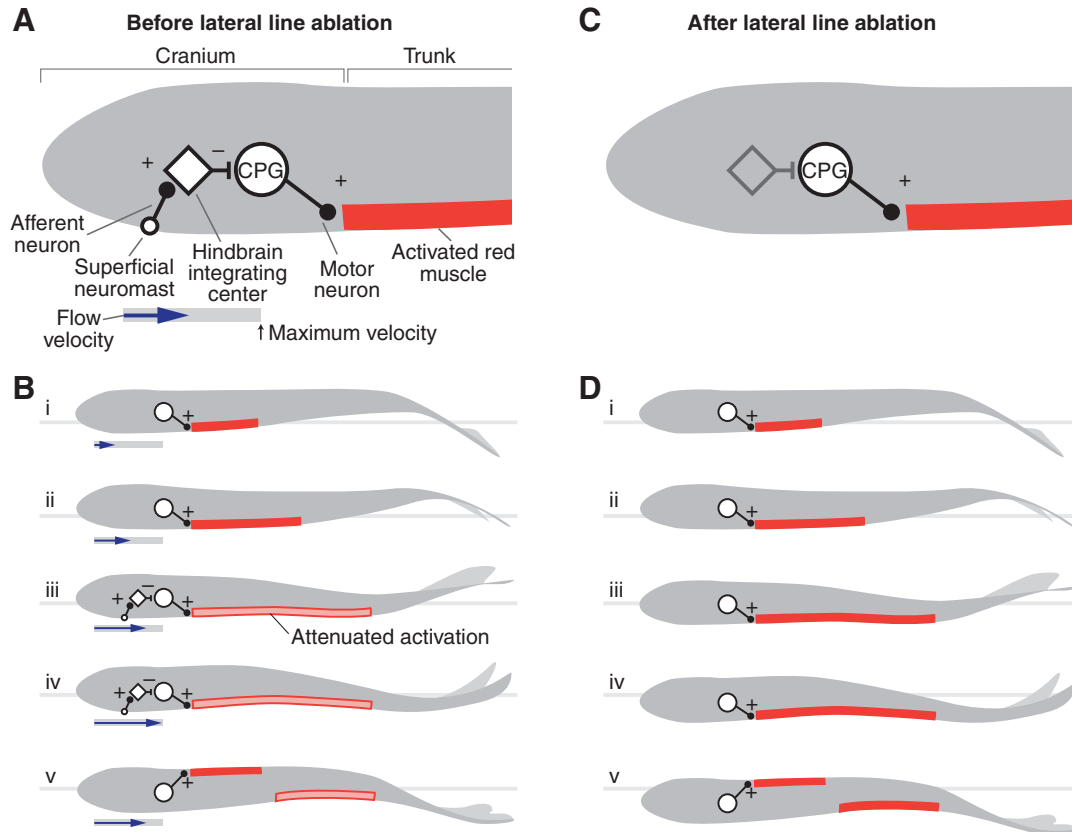 A
Before lateral line ablation
Cranium
Trunk
+
−
CPG
+
Afferent
neuron
Superficial
neuromast
Hindbrain
integrating
center
Motor
neuron
Activated red
muscle
Flow
velocity
Maximum velocity
C
After lateral line ablation
CPG
+
B
i
+
ii
+
iii
+
−
+
Attenuated activation
iv
+
−
+
v
+
D
i
+
ii
+
iii
+
iv
+
v
+